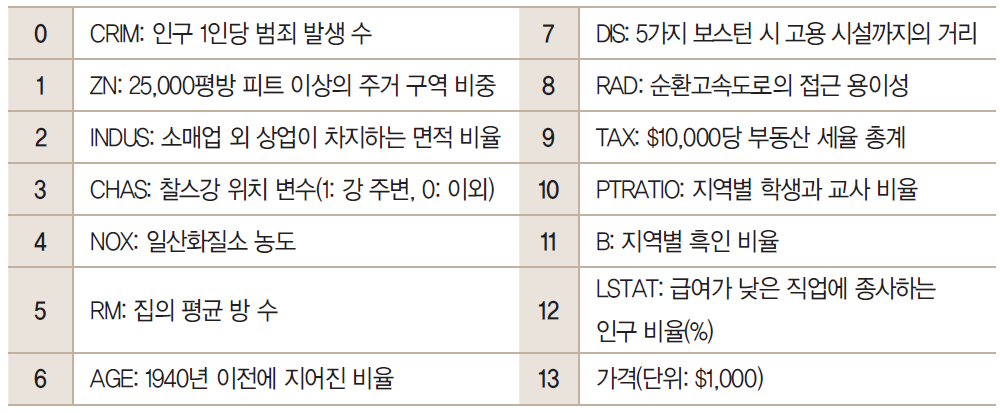 0 CRIM: 인구 1인당 범죄 발생 수
1 ZN: 25,000평방 피트 이상의 주거 구역 비중
2 INDUS: 소매업 외 상업이 차지하는 면적 비율
3 CHAS: 찰스강 위치 변수(1: 강 주변, 0: 이외)
4 NOX: 일산화질소 농도
5 RM: 집의 평균 방 수
6 AGE: 1940년 이전에 지어진 비율
7 DIS: 5가지 보스턴 시 고용 시설까지의 거리
8 RAD: 순환고속도로의 접근 용이성
9 TAX: $10,000당 부동산 세율 총계
10 PTRATIO: 지역별 학생과 교사 비율
11 B: 지역별 흑인 비율
12 LSTAT: 급여가 낮은 직업에 종사하는
인구 비율(%)
13 가격(단위: $1,000)